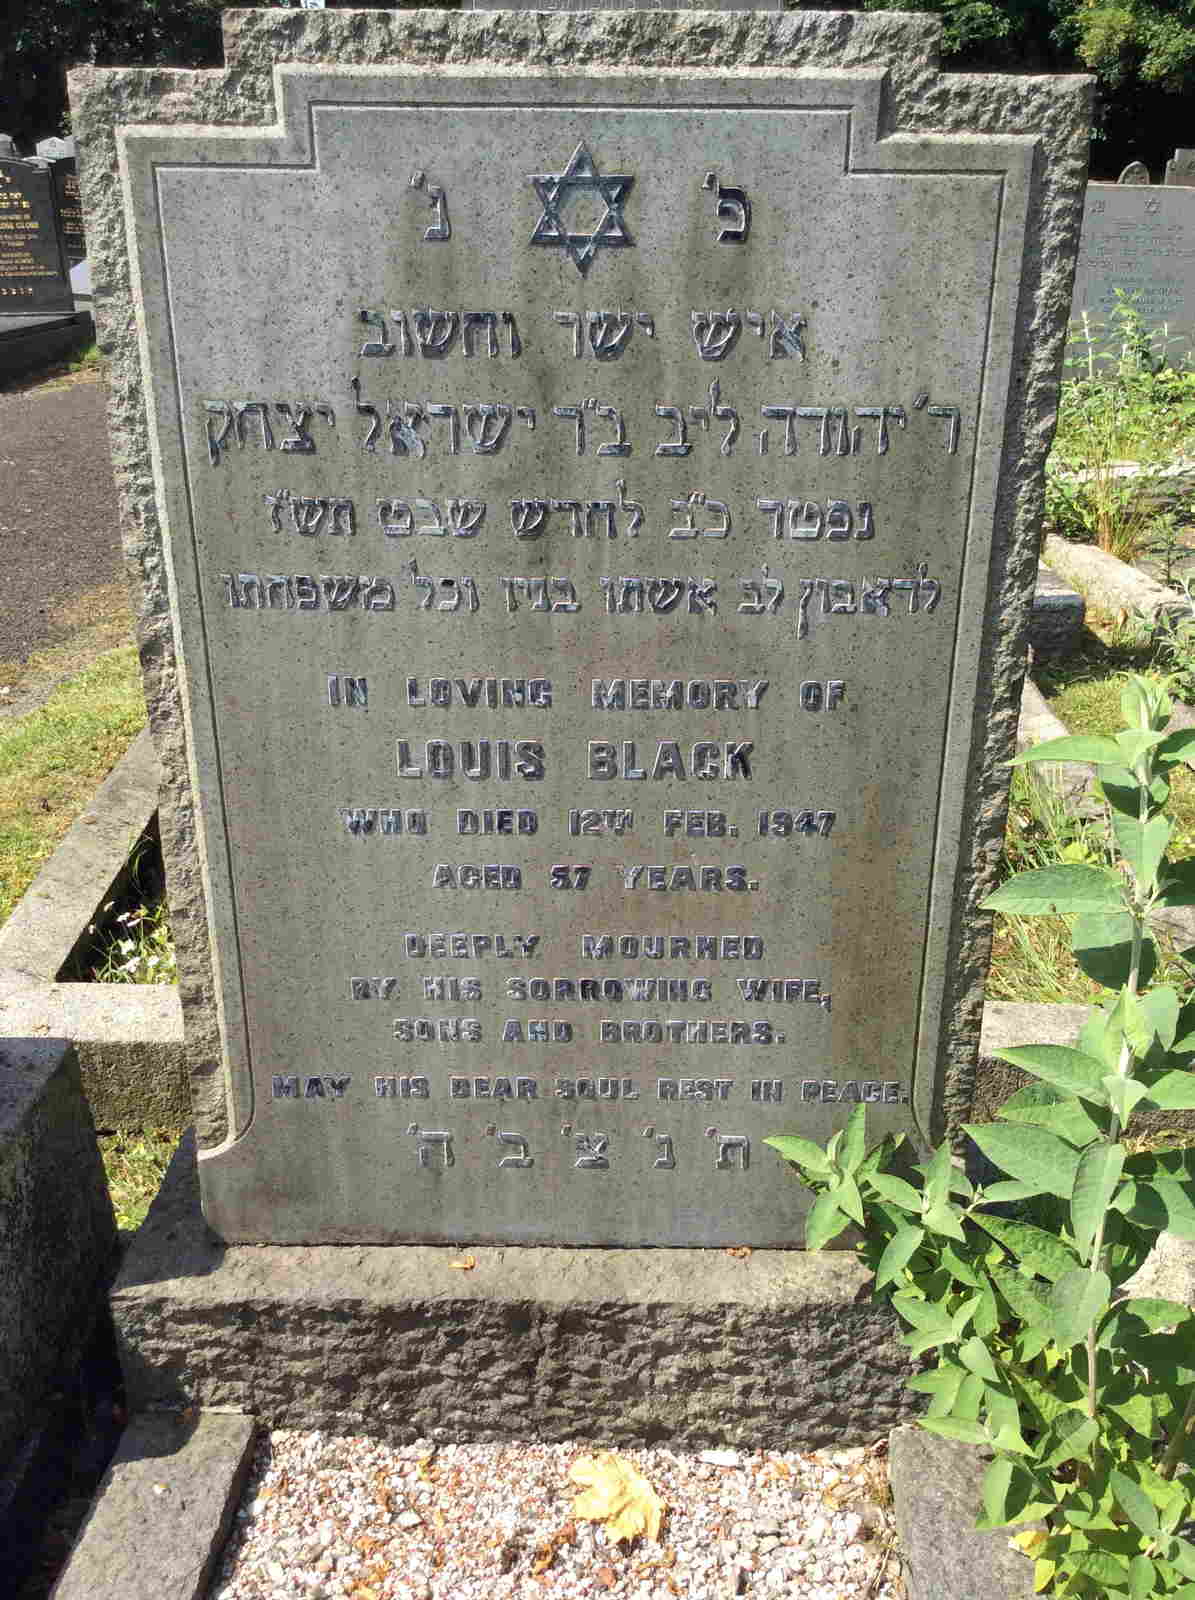 פ' נ'
איש ישר וחשוב
ר' יהודה ליב ב"ר ישראל יצחק
נפטר כ"ב לחדש שבט תש"ז
לדאבון לב אשתו בניו וכל משפחתו
IN LOVING MEMORY OF
LOUIS BLACK
WHO DIED 12TH FEB. 1947
AGED 57 YEARS.
DEEPLY MOURNED
BY HIS SORROWING WIFE,
SONS AND BROTHERS.
MAY HIS DEAR SOUL REST IN PEACE.
ת' נ' צ' ב' ה'